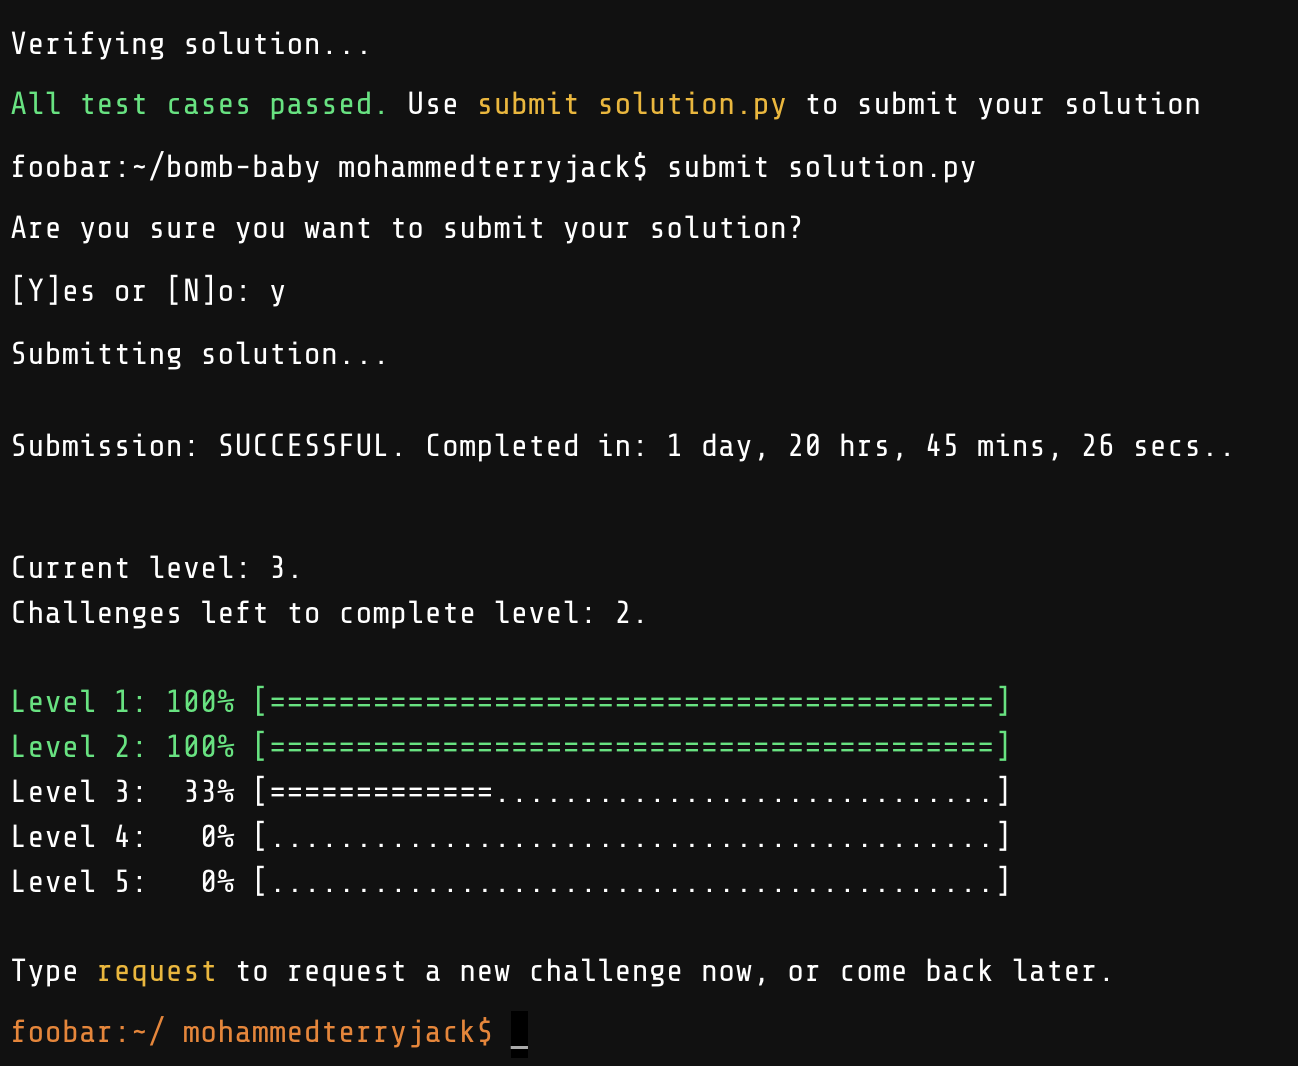 Verifying solution...
All test cases passed. Use submit solution.py to submit your solution
foobar:~/bomb-baby mohammedterryjack$ submit solution.py
Are you sure you want to submit your solution?
[Y]es or [N]o: y
Submitting solution...
Submission: SUCCESSFUL. Completed in: 1 day, 20 hrs, 45 mins, 26 secs..
Current level: 3.
Challenges left to complete level: 2.
Level 1: 100% [==========================================]
Level 2: 100% [==========================================]
Level 3:  33% [=============.............................]
Level 4:   0% [..........................................]
Level 5:   0% [..........................................]
Type request to request a new challenge now, or come back later.
foobar:~/ mohammedterryjack$ _